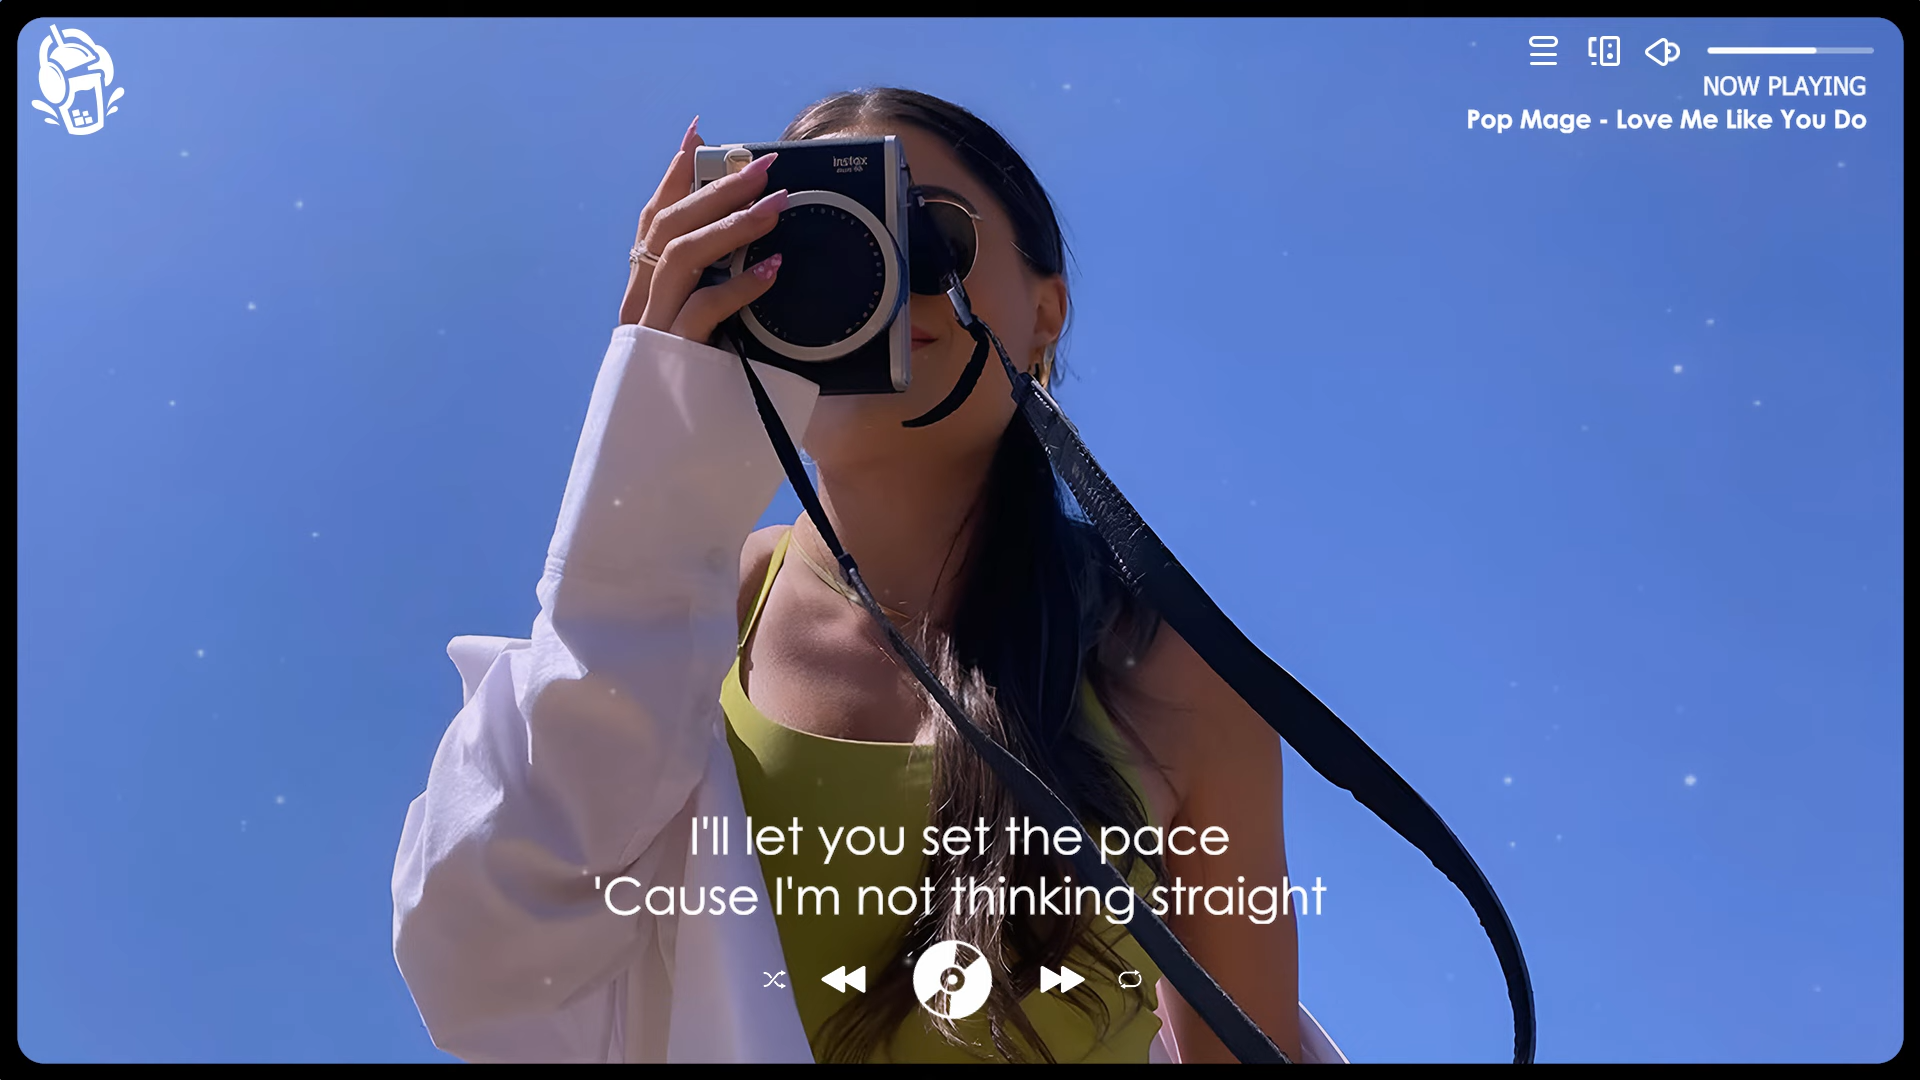 NOW PLAYING
Pop Mage - Love Me Like You Do
instax
I'll let you set the pace
'Cause I'm not thinking straight